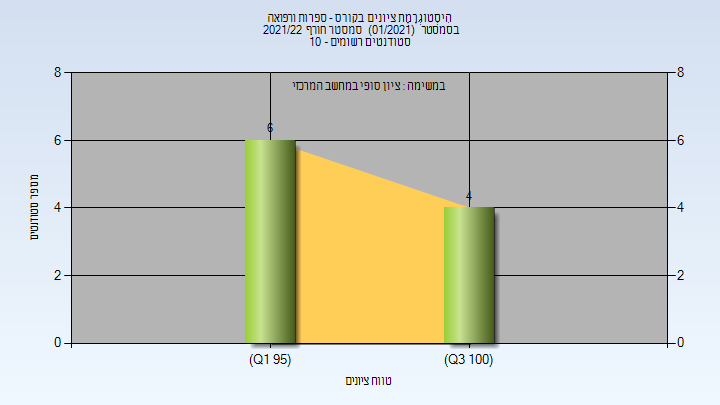 היסטוגרמת ציונים בקורס - ספרות ורפואה
בסמסטר (01/2021) סמסטר חורף 2021/22
סטודנטים רשומים - 10
במשימה : ציון סופי במחשב המרכזי
8
6
4
2
0
8
6
4
2
0
6
4
מספר סטודנטים
(Q1 95)
(Q3 100)
טווח ציונים